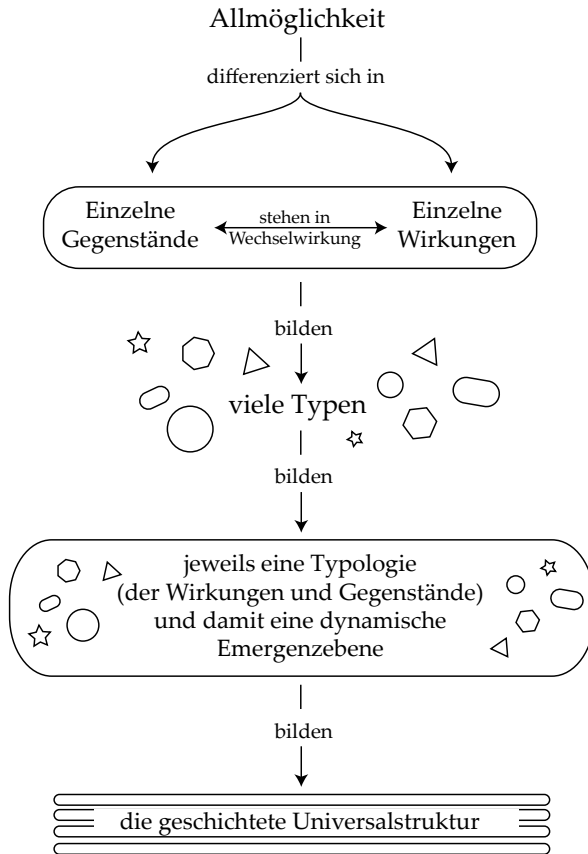 Allmöglichkeit
differenziert sich in
Einzelne
Gegenstände
stehen in
Wechselwirkung
Einzelne
Wirkungen
bilden
viele Typen
bilden
jeweils eine Typologie
(der Wirkungen und Gegenstände)
und damit eine dynamische
Emergenzebene
bilden
die geschichtete Universalstruktur